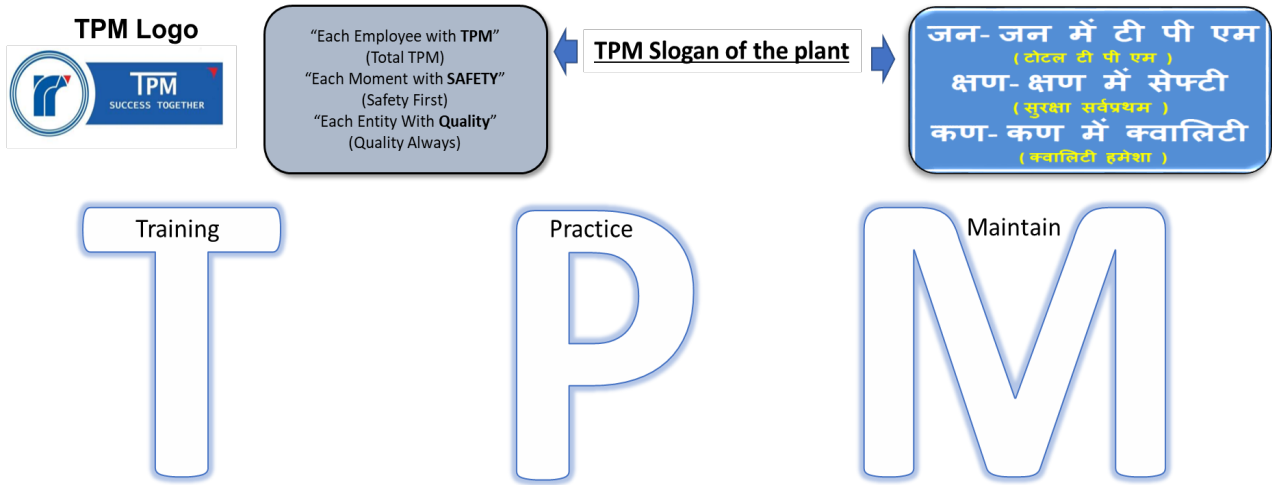 TPM Logo
TPM
SUCCESS TOGETHER
“Each Employee with TPM”
(Total TPM)
“Each Moment with SAFETY”
(Safety First)
“Each Entity With Quality”
(Quality Always)
TPM Slogan of the plant
जन- जन में टी पी एम
( टोटल टी पी एम )
क्षण- क्षण में सेफ्टी
( सुरक्षा सर्वप्रथम )
कण- कण में क्वालिटी
( क्वालिटी हमेशा )
T P M
Training
Practice
Maintain